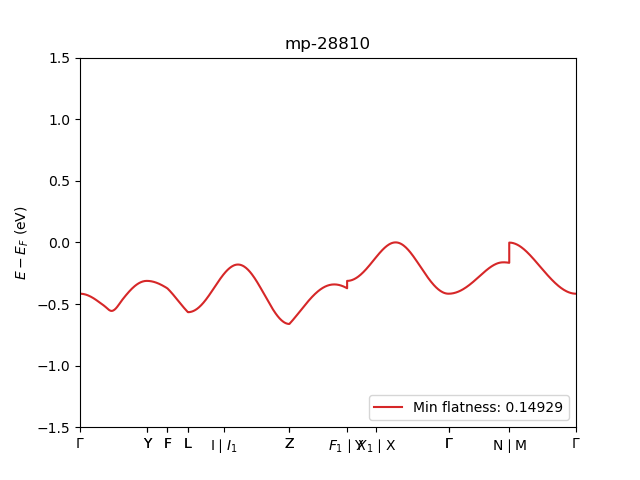 mp-28810
1.5
1.0
0.5
0.0
−0.5
−1.0
−1.5
E − E_F (eV)
Min flatness: 0.14929
Γ Y F L I | I₁ Z F₁ | Y X₁ | X Γ N | M Γ